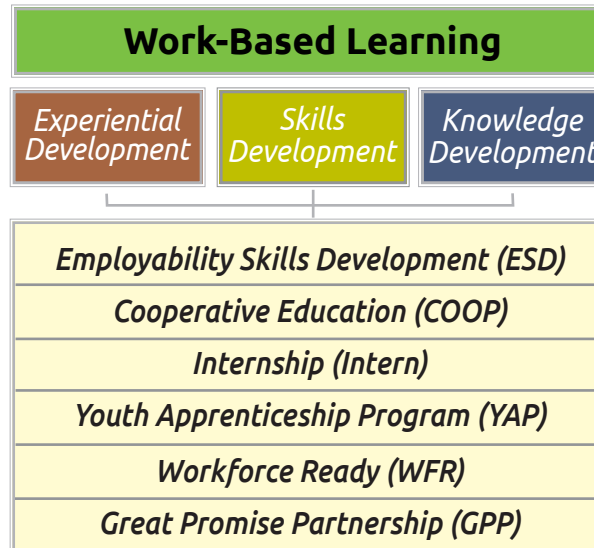 Work-Based Learning
Experiential
Development
Skills
Development
Knowledge
Development
Employability Skills Development (ESD)
Cooperative Education (COOP)
Internship (Intern)
Youth Apprenticeship Program (YAP)
Workforce Ready (WFR)
Great Promise Partnership (GPP)